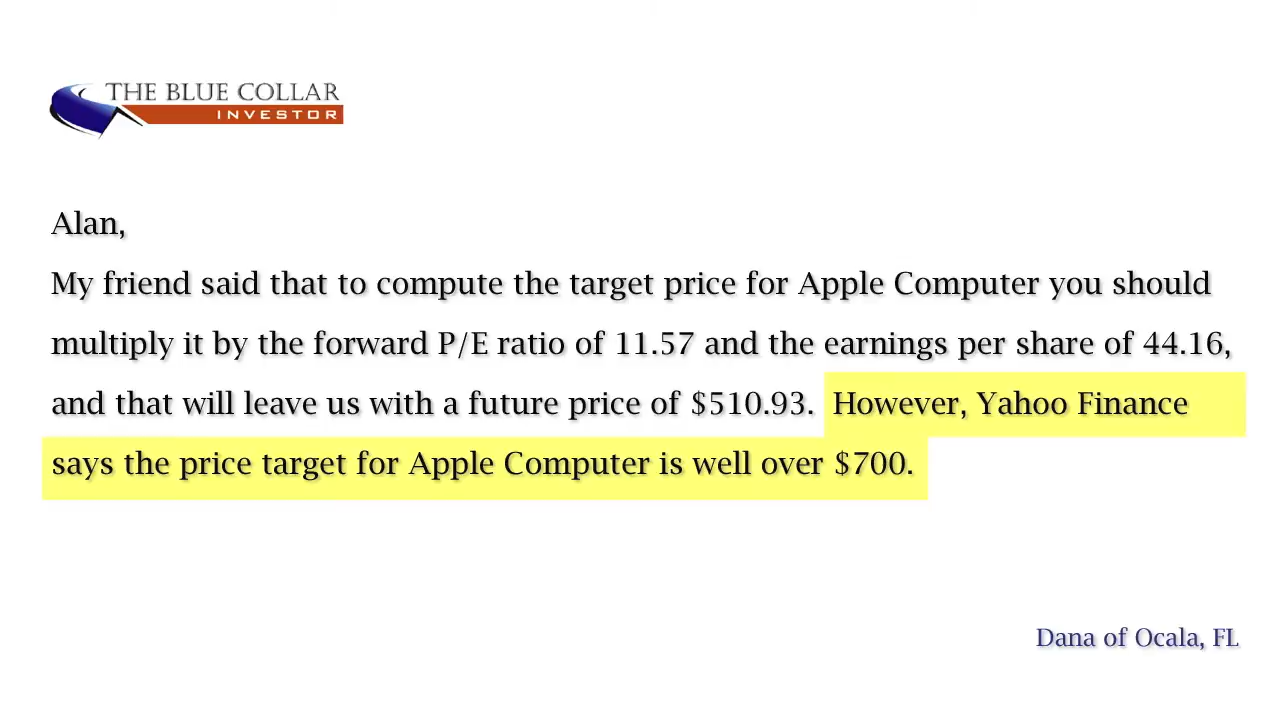 THE BLUE COLLAR
INVESTOR
Alan,
My friend said that to compute the target price for Apple Computer you should
multiply it by the forward P/E ratio of 11.57 and the earnings per share of 44.16,
and that will leave us with a future price of $510.93. However, Yahoo Finance
says the price target for Apple Computer is well over $700.
Dana of Ocala, FL